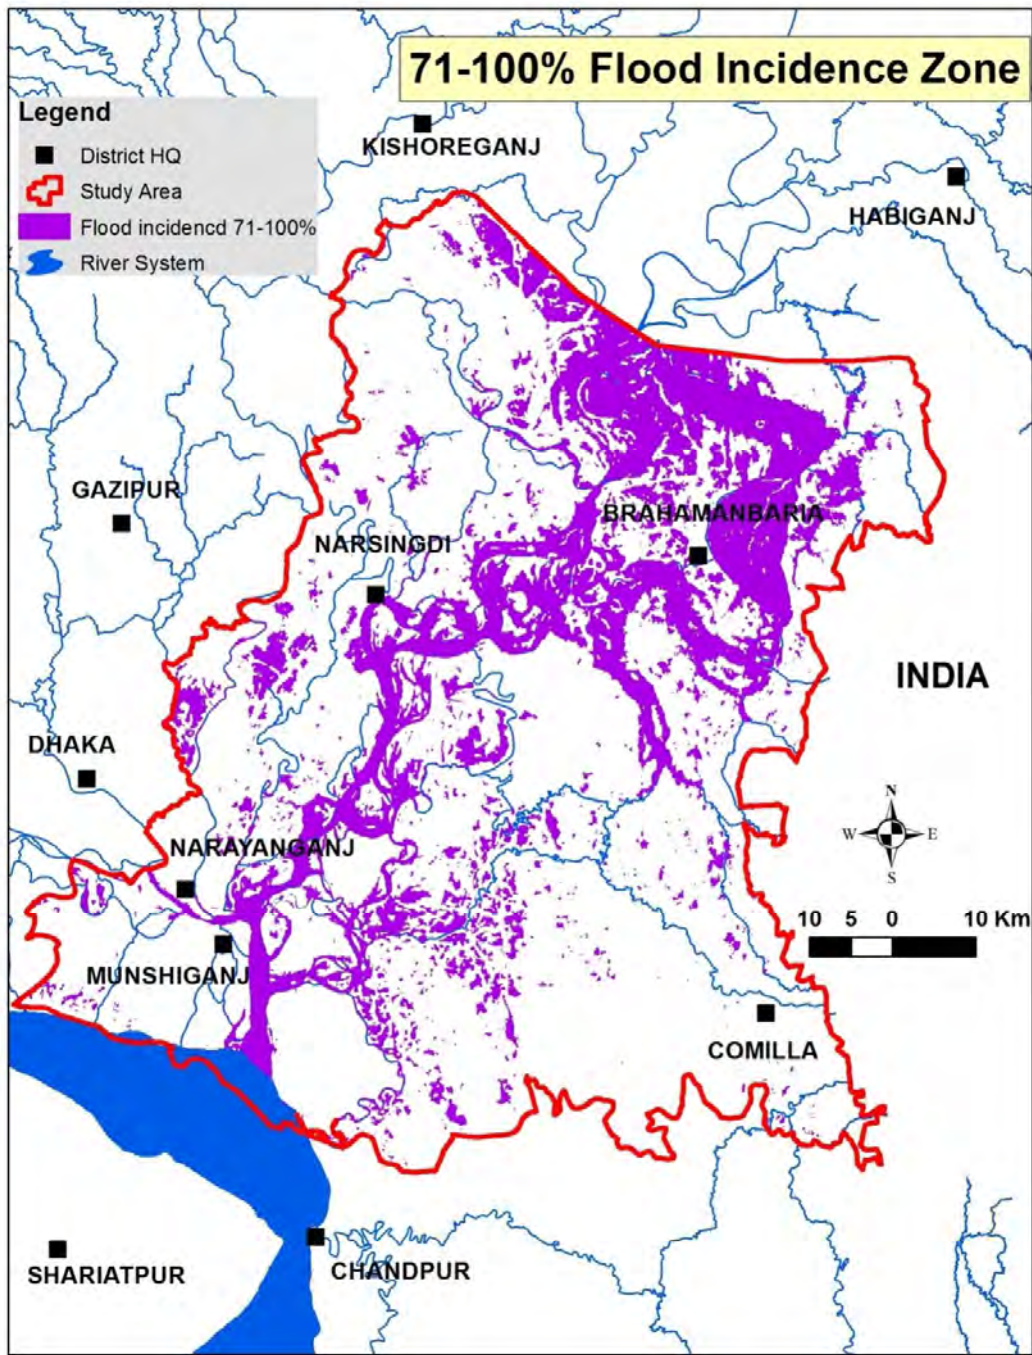 71-100% Flood Incidence Zone
Legend
District HQ
Study Area
Flood incidencd 71-100%
River System
KISHOREGANJ
HABIGANJ
GAZIPUR
BRAHAMANBARIA
NARSINGDI
INDIA
DHAKA
N
W E
S
NARAYANGANJ
10 5 0 10 Km
MUNSHIGANJ
COMILLA
CHANDPUR
SHARIATPUR